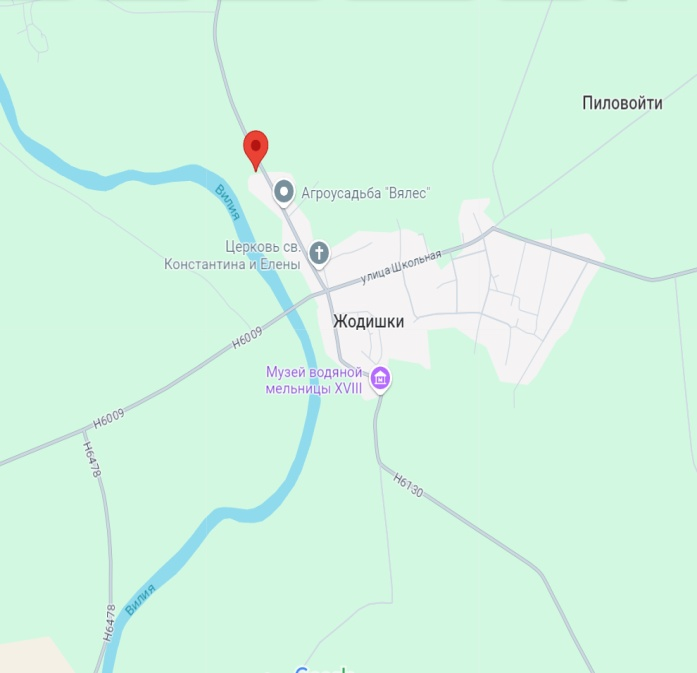 Пиловойти
Вилия
Агроусадьба "Вялес"
Церковь св.
Константина и Елены
улица Школьная
Жодишки
H6009
Музей водяной
мельницы XVIII
H6009
H6478
H6130
Вилия
H6478